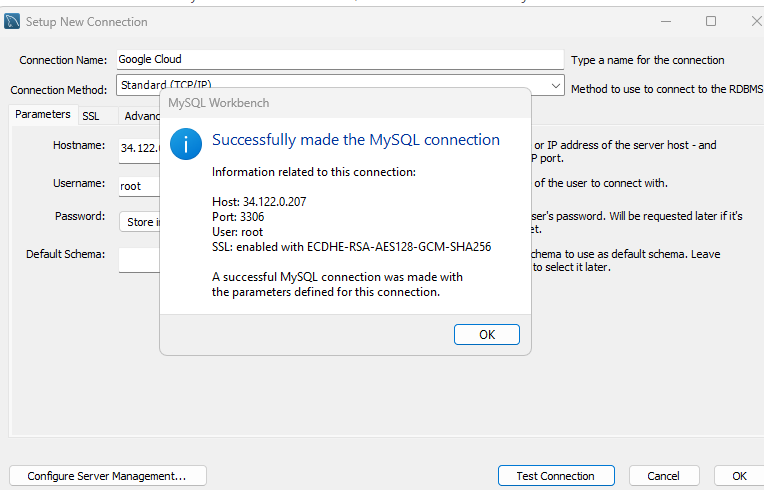 Setup New Connection
Connection Name: Google Cloud Type a name for the connection
Connection Method: Standard (TCP/IP) Method to use to connect to the RDBMS
Parameters SSL Advanc
MySQL Workbench
Successfully made the MySQL connection
Information related to this connection:
Host: 34.122.0.207
Port: 3306
User: root
SSL: enabled with ECDHE-RSA-AES128-GCM-SHA256
A successful MySQL connection was made with
the parameters defined for this connection.
OK
Hostname: 34.122. or IP address of the server host - and
P port.
Username: root of the user to connect with.
Password: Store i ser's password. Will be requested later if it's
et.
Default Schema: chema to use as default schema. Leave
to select it later.
Configure Server Management... Test Connection Cancel OK